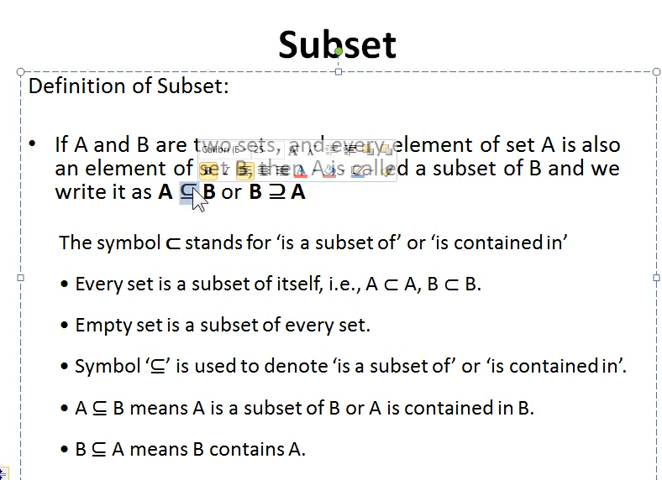 Subset
Definition of Subset:
• If A and B are two sets, and every element of set A is also
an element of set B, then A is called a subset of B and we
write it as A ⊆ B or B ⊇ A
The symbol ⊂ stands for ‘is a subset of’ or ‘is contained in’
• Every set is a subset of itself, i.e., A ⊂ A, B ⊂ B.
• Empty set is a subset of every set.
• Symbol ‘⊆’ is used to denote ‘is a subset of’ or ‘is contained in’.
• A ⊆ B means A is a subset of B or A is contained in B.
• B ⊆ A means B contains A.